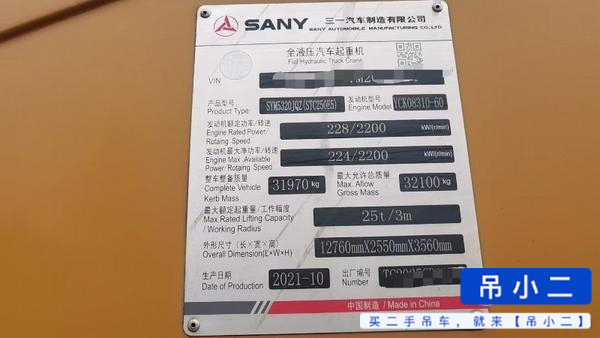 SANY 三一汽车制造有限公司
SANY AUTOMOBILE MANUFACTURING CO.,LTD.
全液压汽车起重机
Full Hydraulic Truck Crane
VIN
产品型号 SYM5320JQZ(STC250E5) 发动机型号 YCK08310-60
Product Type Engine Model
发动机额定功率/转速
Engine Rated Power/ 228/2200 kW/(r/min)
Rotaing Speed
发动机最大净功率/转速
Engine Max .Available 224/2200 kW/(r/min)
Power/Rotaing Speed
整车整备质量 最大允许总质量
Complete Vehicle 31970 kg Max. Allow 32100 kg
Kerb Mass Gross Mass
最大额定起重量/工作幅度
Max Rated Lifting Capacity 25t/3m
/ Working Radius
外形尺寸（长×宽×高） 12760mmX2550mmX3560mm
Overall Dimension(L×W×H)
生产日期 2021-10 出厂编号
Date of Production Number
中国制造 / Made in China
吊小二
买二手吊车，就来【吊小二】